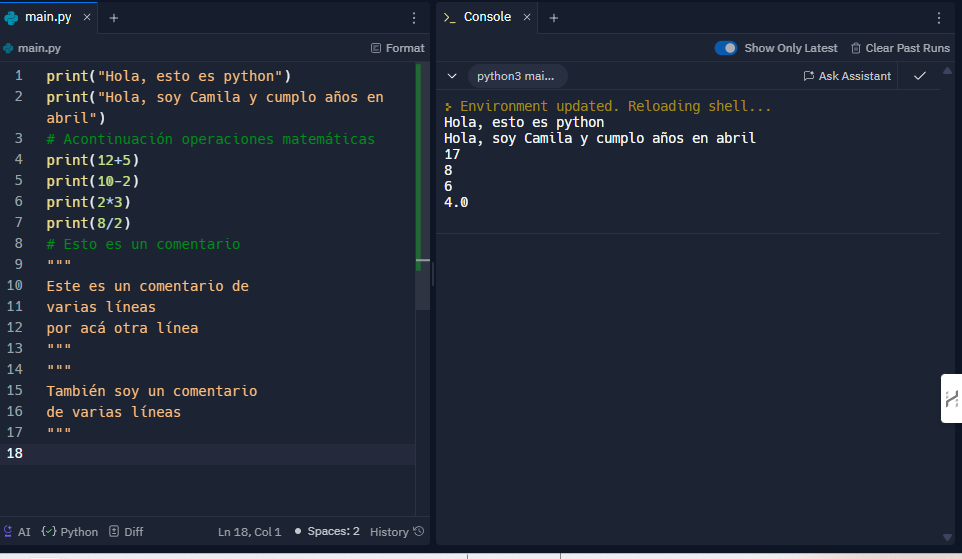 main.py
main.py
Format
1 print("Hola, esto es python")
2 print("Hola, soy Camila y cumplo años en
abril")
3 # Acontinuación operaciones matemáticas
4 print(12+5)
5 print(10-2)
6 print(2*3)
7 print(8/2)
8 # Esto es un comentario
9 """
10 Este es un comentario de
11 varias líneas
12 por acá otra línea
13 """
14 """
15 También soy un comentario
16 de varias líneas
17 """
18
AI {✓} Python Diff Ln 18, Col 1 • Spaces: 2 History
>_ Console
Show Only Latest Clear Past Runs
python3 mai... Ask Assistant
Environment updated. Reloading shell...
Hola, esto es python
Hola, soy Camila y cumplo años en abril
17
8
6
4.0